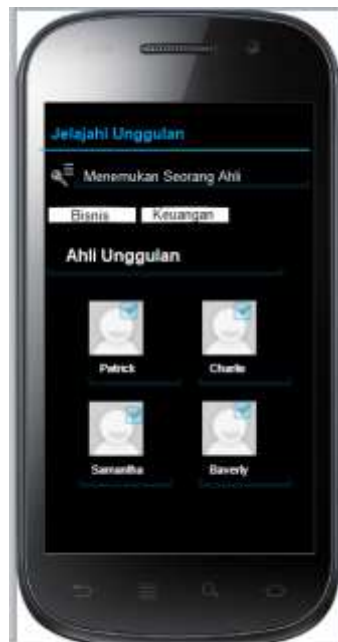 Jelajahi Unggulan
Menemukan Seorang Ahli
Bisnis Keuangan
Ahli Unggulan
Patrick Charlie
Samantha Baverly